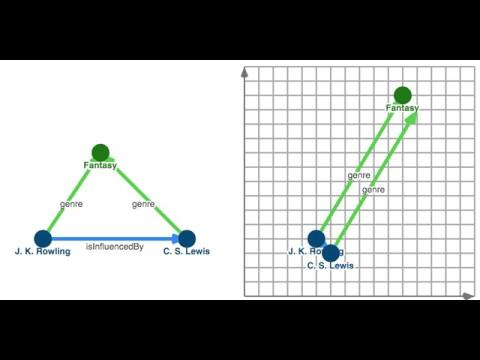 Fantasy
genre
genre
isInfluencedBy
J. K. Rowling
C. S. Lewis
Fantasy
genre
genre
J. K. Rowling
C. S. Lewis